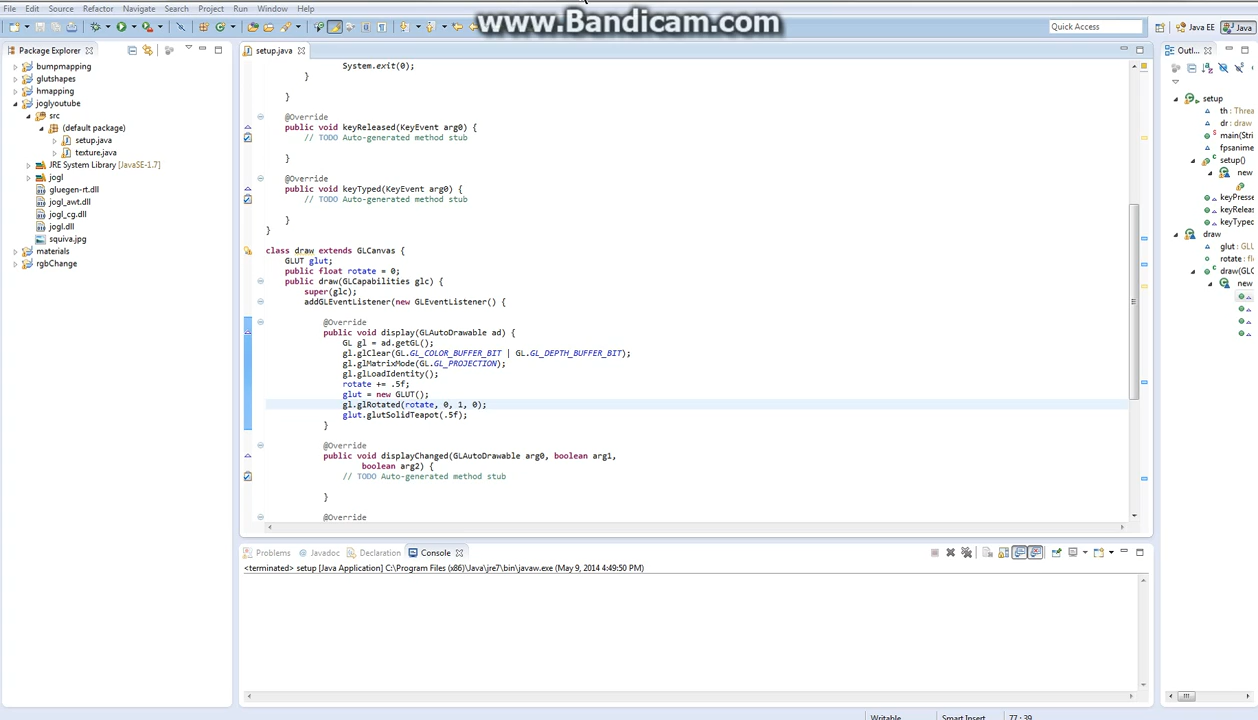 www.Bandicam.com
File Edit Source Refactor Navigate Search Project Run Window Help
Quick Access
Java EE
Java
Package Explorer
bumpmapping
glutshapes
hmapping
joglyoutube
src
(default package)
setup.java
texture.java
JRE System Library [JavaSE-1.7]
jogl
gluegen-rt.dll
jogl_awt.dll
jogl_cg.dll
jogl.dll
squiva.jpg
materials
rgbChange
setup.java
System.exit(0);
}
}
@Override
public void keyReleased(KeyEvent arg0) {
// TODO Auto-generated method stub
}
@Override
public void keyTyped(KeyEvent arg0) {
// TODO Auto-generated method stub
}
}
class draw extends GLCanvas {
GLUT glut;
public float rotate = 0;
public draw(GLCapabilities glc) {
super(glc);
addGLEventListener(new GLEventListener() {
@Override
public void display(GLAutoDrawable ad) {
GL gl = ad.getGL();
gl.glClear(GL.GL_COLOR_BUFFER_BIT | GL.GL_DEPTH_BUFFER_BIT);
gl.glMatrixMode(GL.GL_PROJECTION);
gl.glLoadIdentity();
rotate += .5f;
glut = new GLUT();
gl.glRotated(rotate, 0, 1, 0);
glut.glutSolidTeapot(.5f);
}
@Override
public void displayChanged(GLAutoDrawable arg0, boolean arg1,
boolean arg2) {
// TODO Auto-generated method stub
}
@Override
Outl...
setup
th : Threa
dr : draw
main(Stri
fpsanime
setup()
new
keyPresse
keyRelea
keyTyped
draw
glut : GLU
rotate : flo
draw(GLC
new
Problems Javadoc Declaration Console
<terminated> setup [Java Application] C:\Program Files (x86)\Java\jre7\bin\javaw.exe (May 9, 2014 4:49:50 PM)
Writable Smart Insert 77 : 39